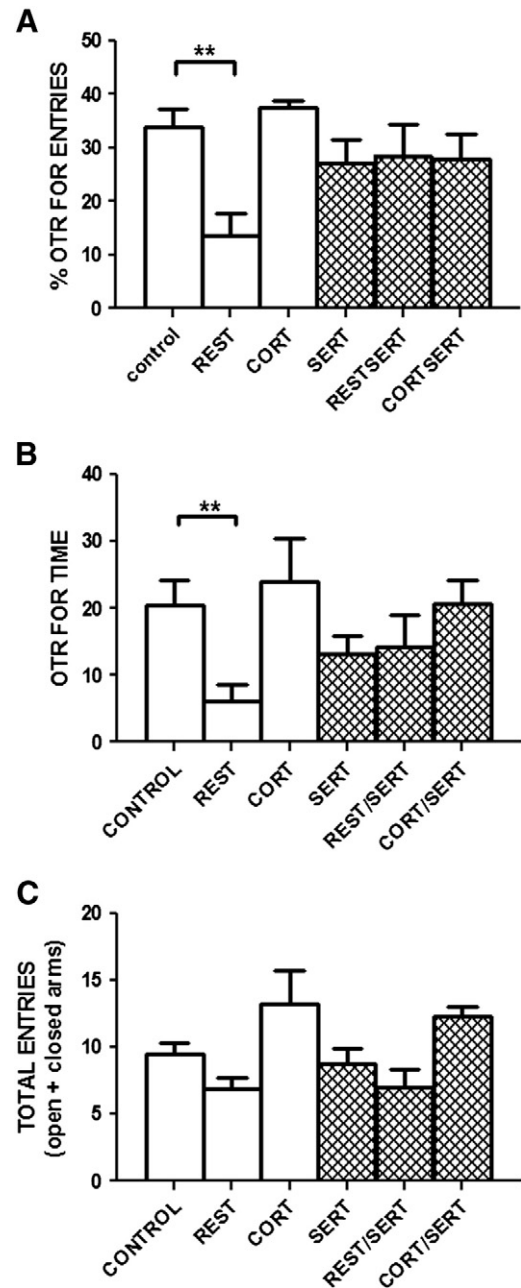 A
% OTR FOR ENTRIES
50
40
30
20
10
0
**
control
REST
CORT
SERT
RESTSERT
CORTSERT
B
OTR FOR TIME
40
30
20
10
0
**
CONTROL
REST
CORT
SERT
REST/SERT
CORT/SERT
C
TOTAL ENTRIES
(open + closed arms)
20
15
10
5
0
CONTROL
REST
CORT
SERT
REST/SERT
CORT/SERT